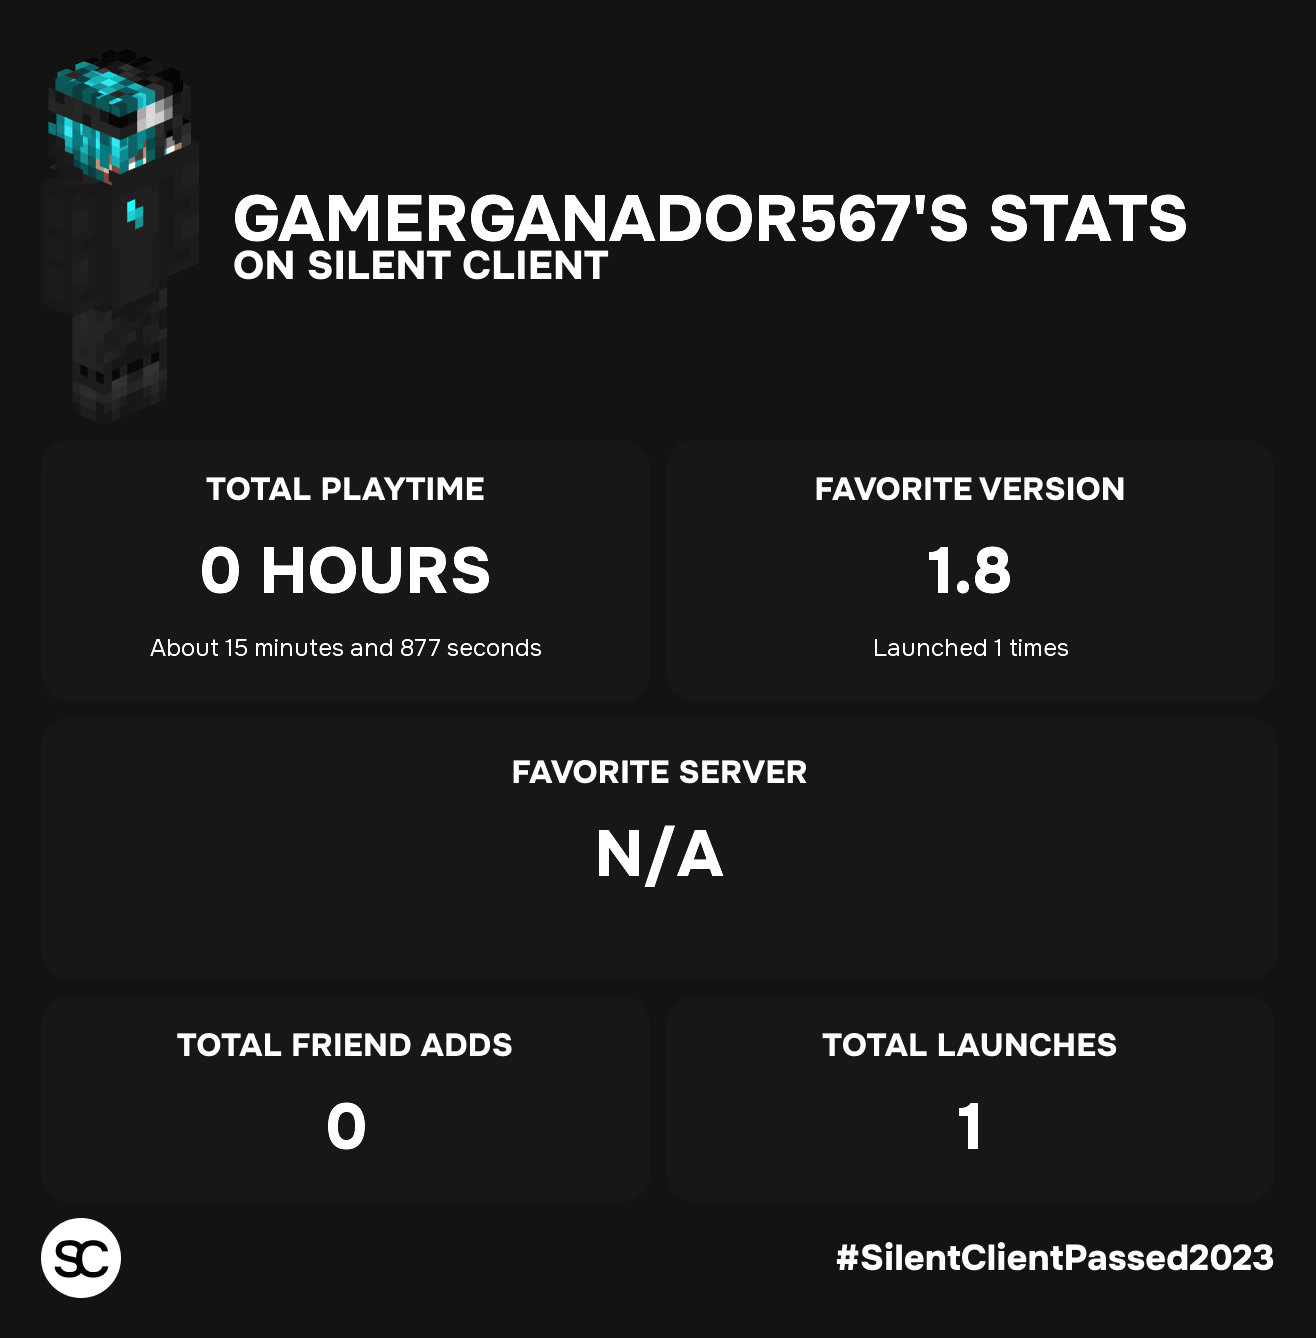 GAMERGANADOR567'S STATS
ON SILENT CLIENT
TOTAL PLAYTIME
0 HOURS
About 15 minutes and 877 seconds
FAVORITE VERSION
1.8
Launched 1 times
FAVORITE SERVER
N/A
TOTAL FRIEND ADDS
0
TOTAL LAUNCHES
1
SC
#SilentClientPassed2023